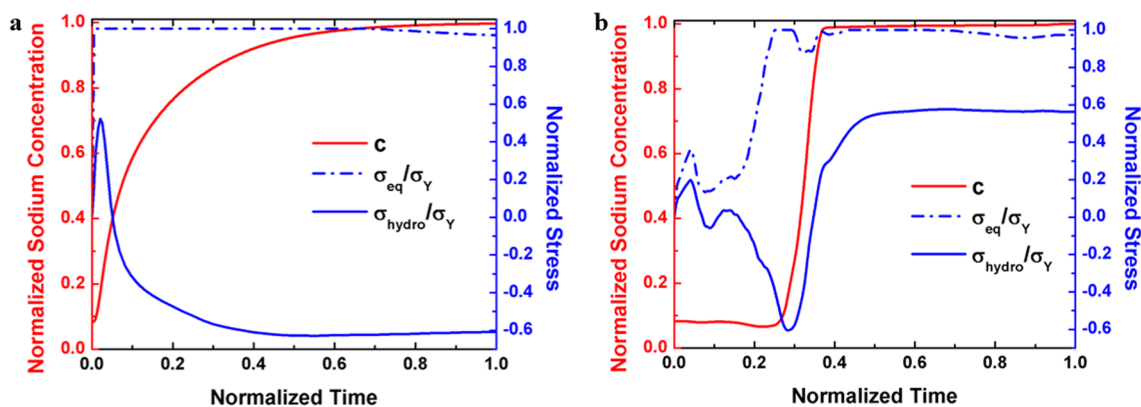 a
Normalized Sodium Concentration
1.0
0.8
0.6
0.4
0.2
0.0
1.0
0.8
0.6
0.4
0.2
0.0
-0.2
-0.4
-0.6
Normalized Stress
c
σeq/σY
σhydro/σY
0.0 0.2 0.4 0.6 0.8 1.0
Normalized Time
b
Normalized Sodium Concentration
1.0
0.8
0.6
0.4
0.2
0.0
1.0
0.8
0.6
0.4
0.2
0.0
-0.2
-0.4
-0.6
Normalized Stress
c
σeq/σY
σhydro/σY
0.0 0.2 0.4 0.6 0.8 1.0
Normalized Time